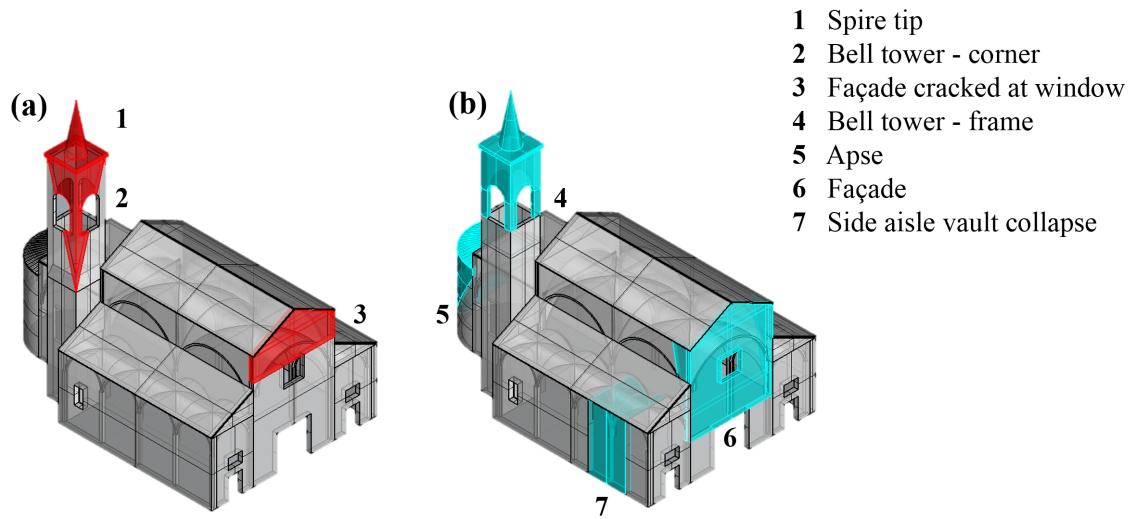 1 Spire tip
2 Bell tower - corner
3 Façade cracked at window
4 Bell tower - frame
5 Apse
6 Façade
7 Side aisle vault collapse
(a)
1
2
3
(b)
4
5
6
7